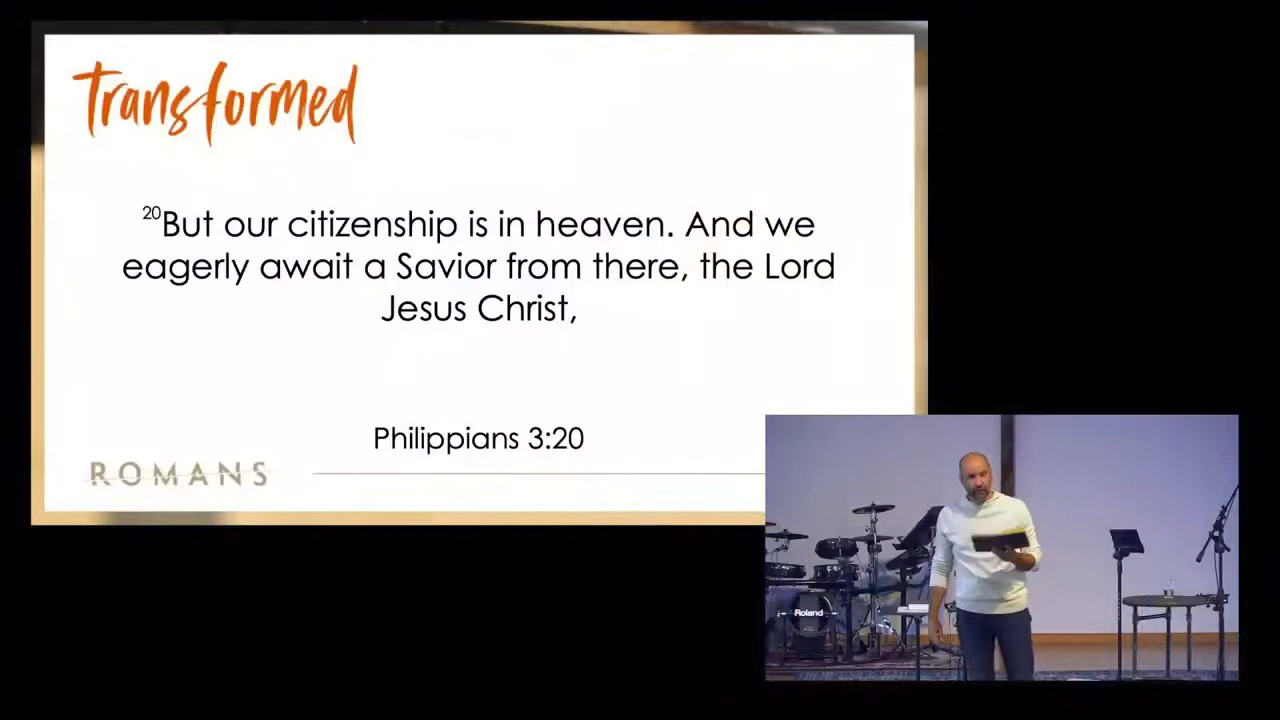 Transformed
20But our citizenship is in heaven. And we
eagerly await a Savior from there, the Lord
Jesus Christ,
Philippians 3:20
ROMANS
Roland